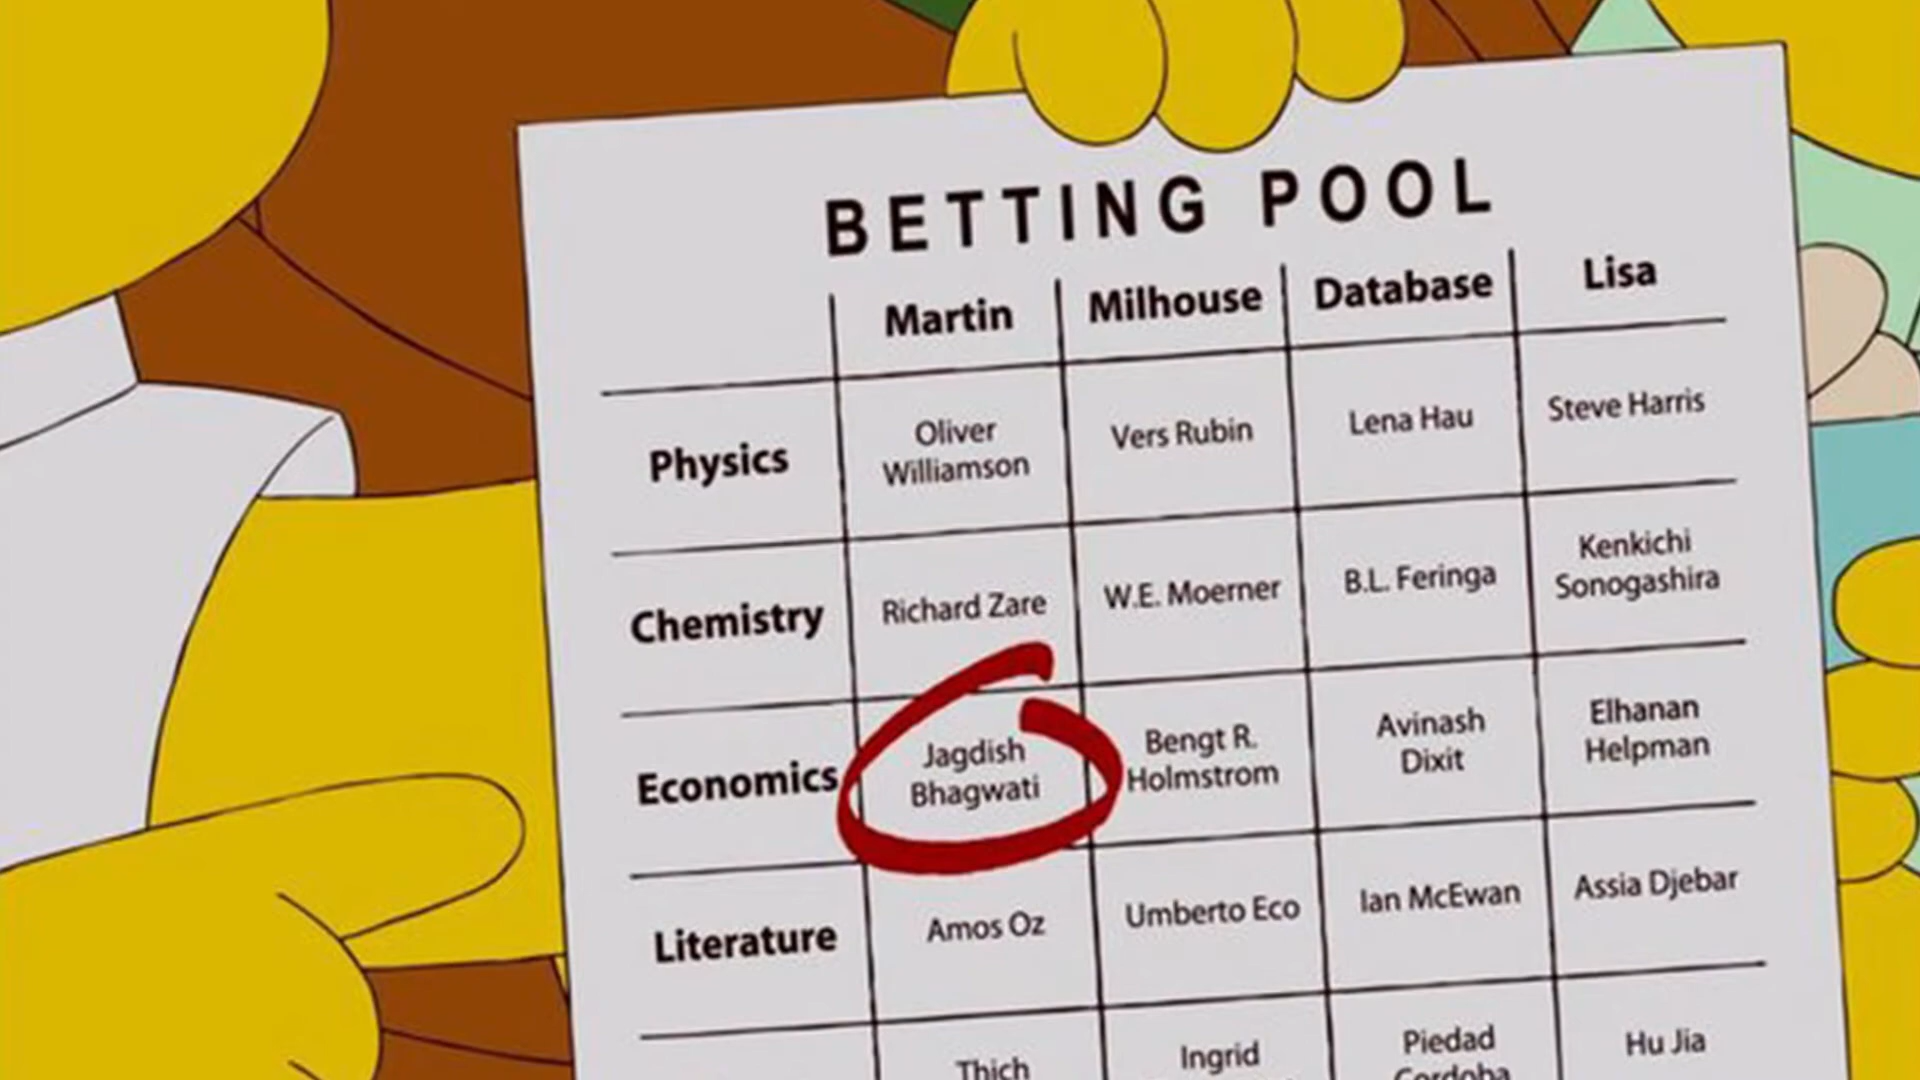 BETTING POOL
Martin Milhouse Database Lisa
Physics Oliver Williamson Vers Rubin Lena Hau Steve Harris
Chemistry Richard Zare W.E. Moerner B.L. Feringa Kenkichi Sonogashira
Economics Jagdish Bhagwati Bengt R. Holmstrom Avinash Dixit Elhanan Helpman
Literature Amos Oz Umberto Eco Ian McEwan Assia Djebar
Thich Ingrid Piedad Cordoba Hu Jia